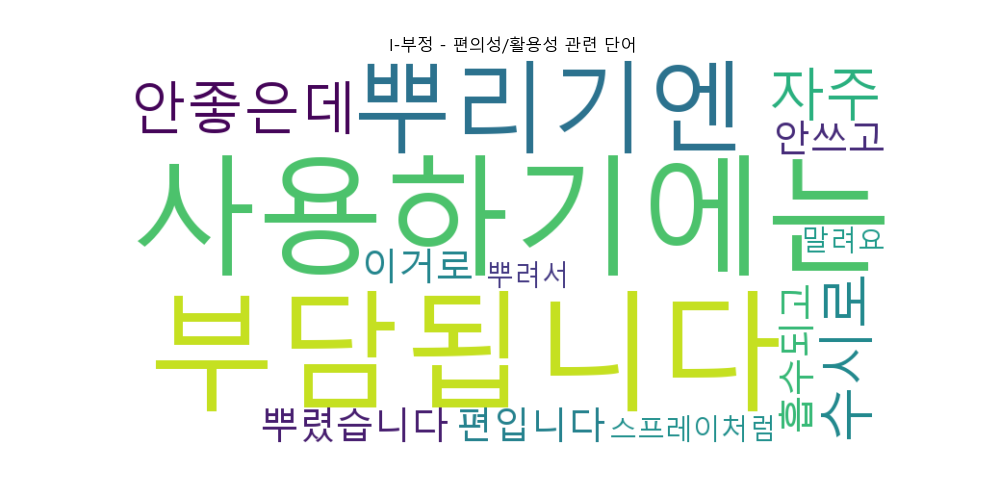 I-부정 - 편의성/활용성 관련 단어
안좋은데 뿌리기엔 자주
안쓰고
사용하기에 는
말려요
이거로 뿌려서
부담됩니다 흡수되고 수시로
뿌렸습니다 편입니다 스프레이처럼